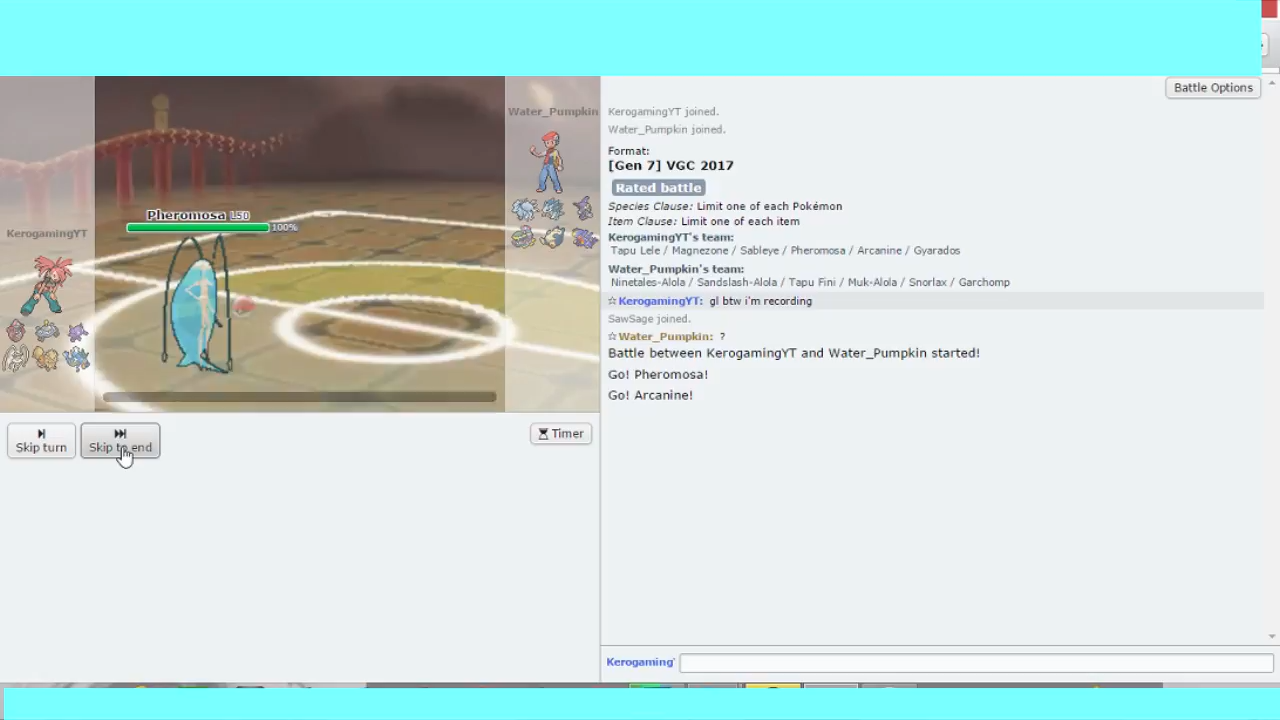 Battle Options
KerogamingYT joined.
Water_Pumpkin joined.
Format:
[Gen 7] VGC 2017
Rated battle
Species Clause: Limit one of each Pokémon
Item Clause: Limit one of each item
KerogamingYT's team:
Tapu Lele / Magnezone / Sableye / Pheromosa / Arcanine / Gyarados
Water_Pumpkin's team:
Ninetales-Alola / Sandslash-Alola / Tapu Fini / Muk-Alola / Snorlax / Garchomp
☆KerogamingYT: gl btw i'm recording
SawSage joined.
☆Water_Pumpkin: ?
Battle between KerogamingYT and Water_Pumpkin started!
Go! Pheromosa!
Go! Arcanine!
Water_Pumpkin
Pheromosa L50
100%
KerogamingYT
Skip turn
Skip to end
Timer
Kerogaming